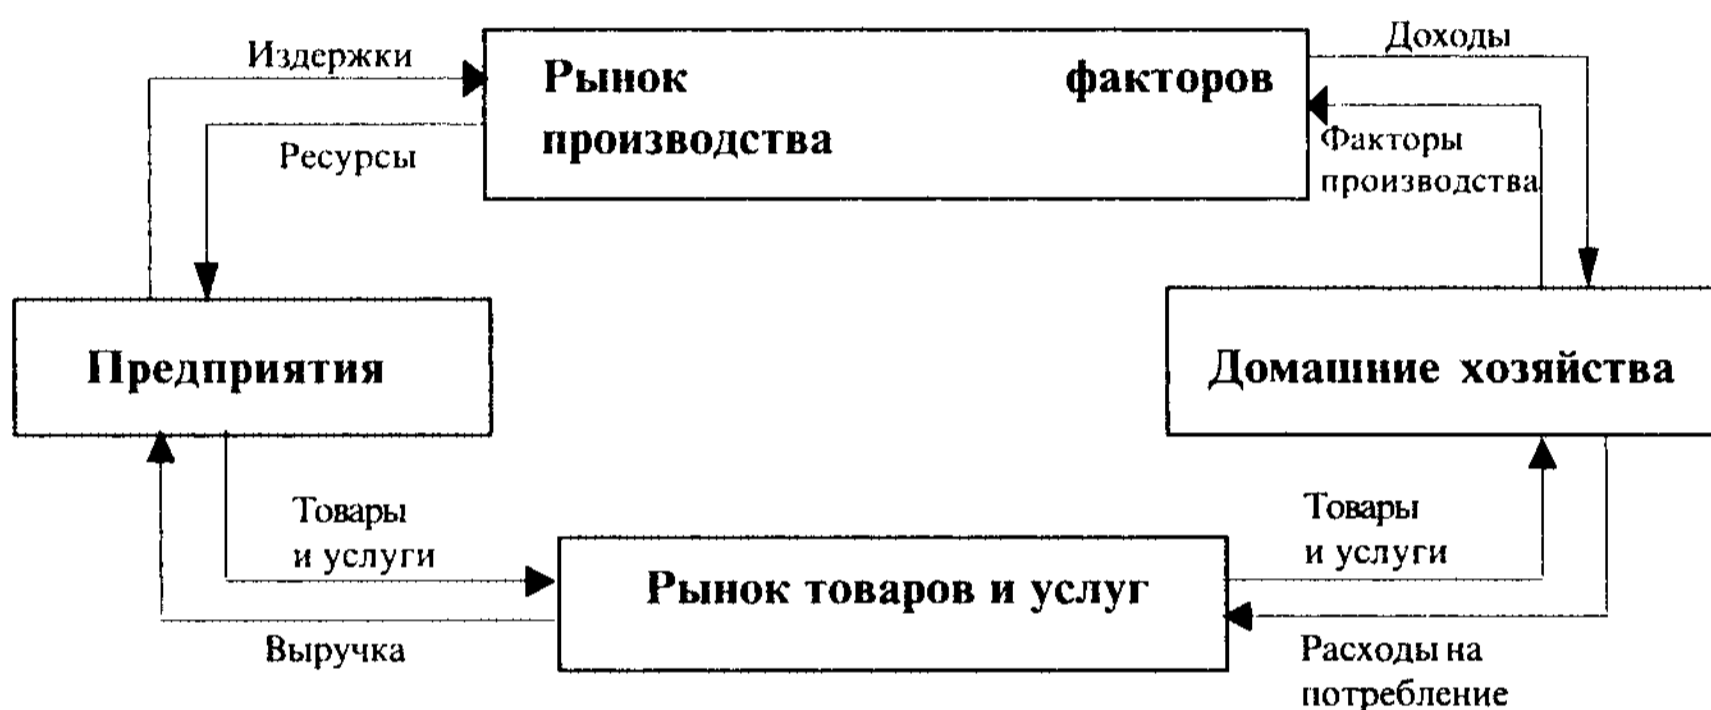 Издержки
Рынок факторов
производства
Ресурсы
Доходы
Факторы
производства
Предприятия
Домашние хозяйства
Товары
и услуги
Рынок товаров и услуг
Выручка
Товары
и услуги
Расходы на
потребление